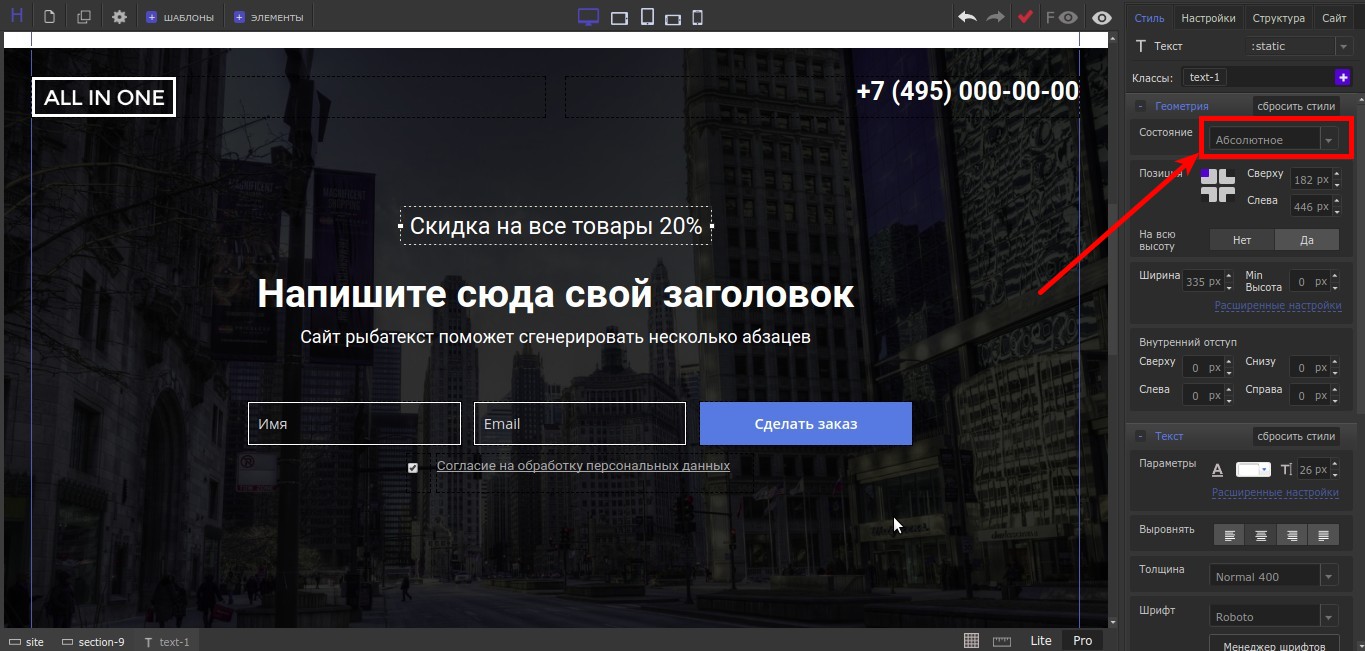 H
ШАБЛОНЫ
ЭЛЕМЕНТЫ
F
Стиль Настройки Структура Сайт
Текст :static
Классы: text-1
Геометрия сбросить стили
Состояние Абсолютное
Позиция Сверху 182 px
Слева 446 px
На всю высоту Нет Да
Ширина 335 px Min Высота 0 px
Расширенные настройки
Внутренний отступ
Сверху 0 px Снизу 0 px
Слева 0 px Справа 0 px
Текст сбросить стили
Параметры A T 26 px
Расширенные настройки
Выровнять
Толщина Normal 400
Шрифт Roboto
Менеджер шрифтов
ALL IN ONE
+7 (495) 000-00-00
Скидка на все товары 20%
Напишите сюда свой заголовок
Сайт рыбатекст поможет сгенерировать несколько абзацев
Имя Email Сделать заказ
Согласие на обработку персональных данных
site section-9 T text-1 Lite Pro